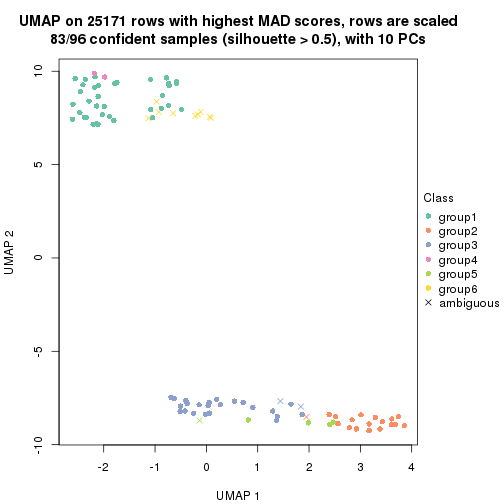 UMAP on 25171 rows with highest MAD scores, rows are scaled
83/96 confident samples (silhouette > 0.5), with 10 PCs
10
5
0
-5
-10
UMAP 2
-2
-1
0
1
2
3
4
UMAP 1
Class
group1
group2
group3
group4
group5
group6
ambiguous